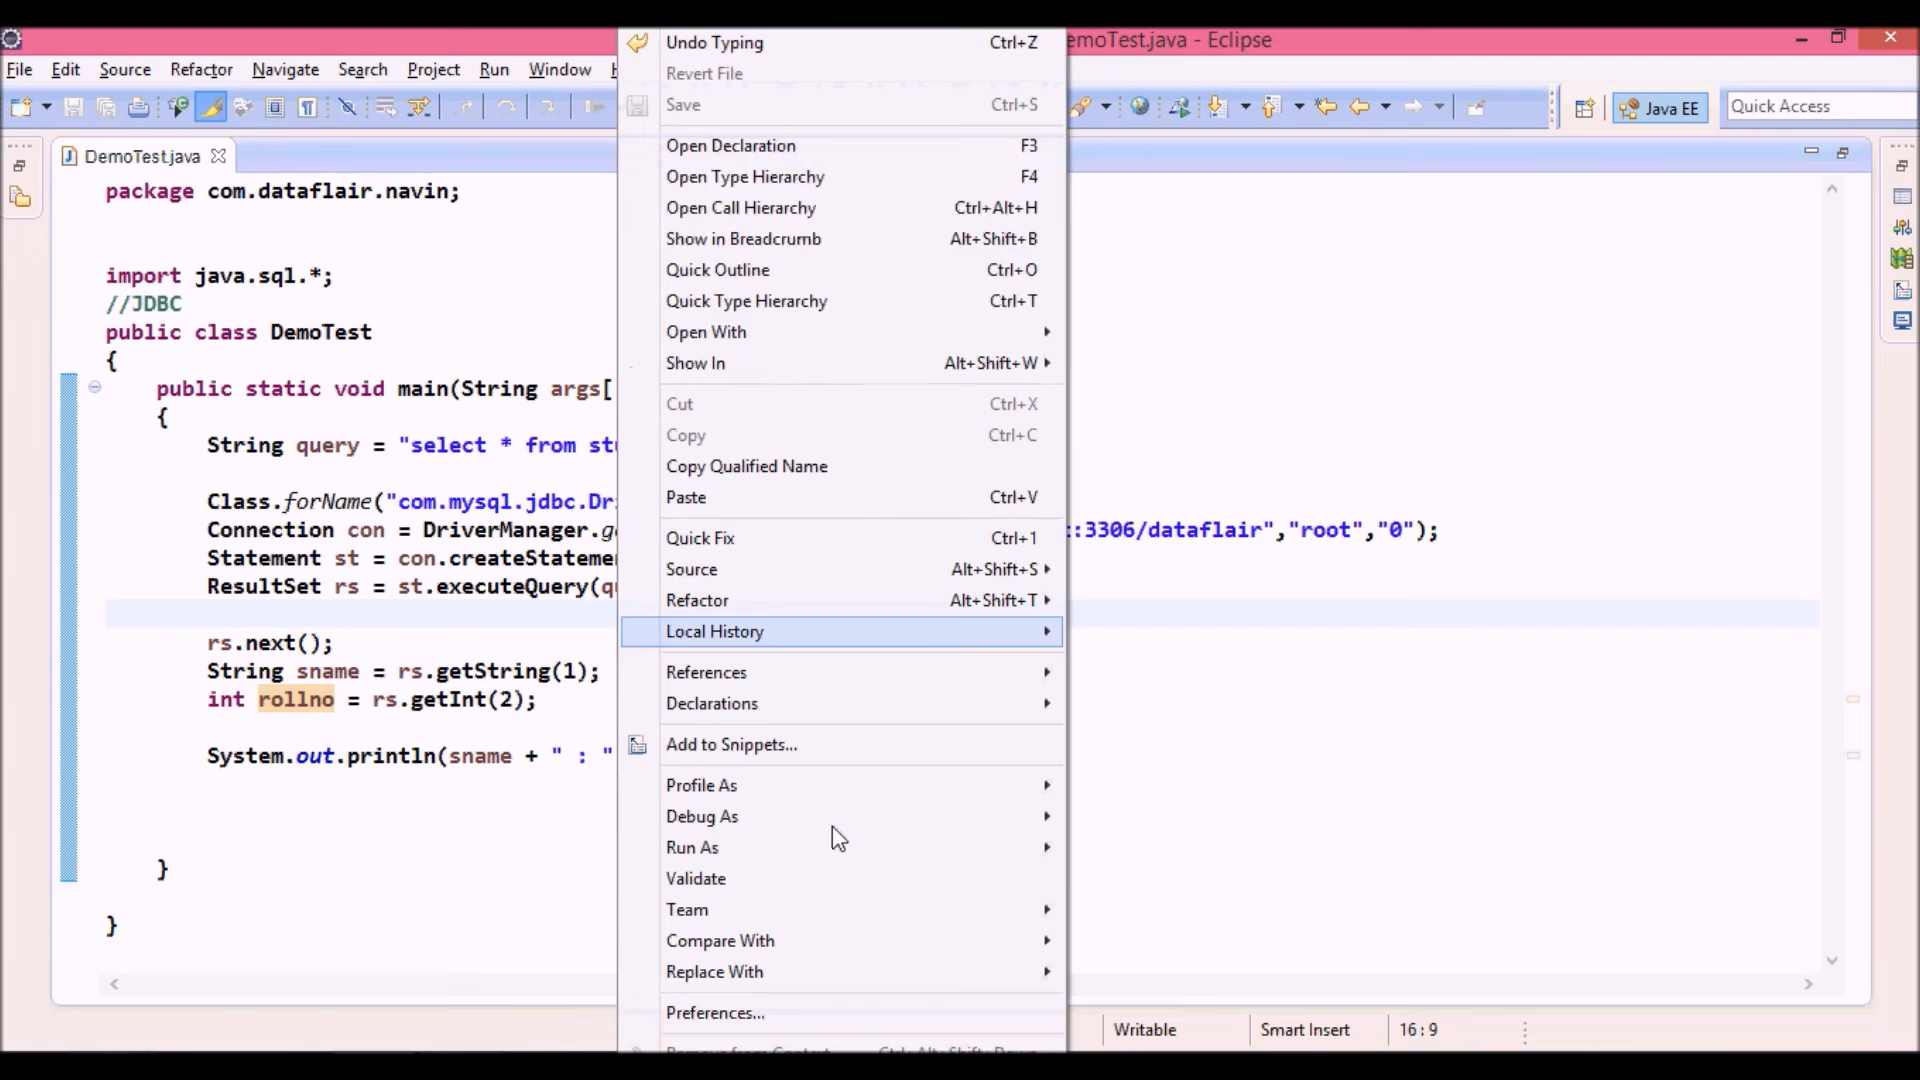 emoTest.java - Eclipse
File Edit Source Refactor Navigate Search Project Run Window
Java EE
Quick Access
DemoTest.java
package com.dataflair.navin;
import java.sql.*;
//JDBC
public class DemoTest
{
public static void main(String args[
{
String query = "select * from st
Class.forName("com.mysql.jdbc.Dr
Connection con = DriverManager.g
:3306/dataflair","root","0");
Statement st = con.createStateme
ResultSet rs = st.executeQuery(q
rs.next();
String sname = rs.getString(1);
int rollno = rs.getInt(2);
System.out.println(sname + " : "
}
}
Undo Typing Ctrl+Z
Revert File
Save Ctrl+S
Open Declaration F3
Open Type Hierarchy F4
Open Call Hierarchy Ctrl+Alt+H
Show in Breadcrumb Alt+Shift+B
Quick Outline Ctrl+O
Quick Type Hierarchy Ctrl+T
Open With
Show In Alt+Shift+W
Cut Ctrl+X
Copy Ctrl+C
Copy Qualified Name
Paste Ctrl+V
Quick Fix Ctrl+1
Source Alt+Shift+S
Refactor Alt+Shift+T
Local History
References
Declarations
Add to Snippets...
Profile As
Debug As
Run As
Validate
Team
Compare With
Replace With
Preferences...
Writable Smart Insert 16 : 9